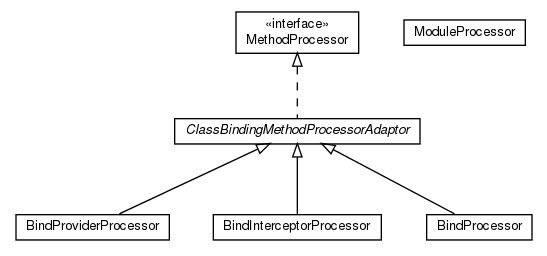 «interface»
MethodProcessor
ModuleProcessor
ClassBindingMethodProcessorAdaptor
BindProviderProcessor
BindInterceptorProcessor
BindProcessor